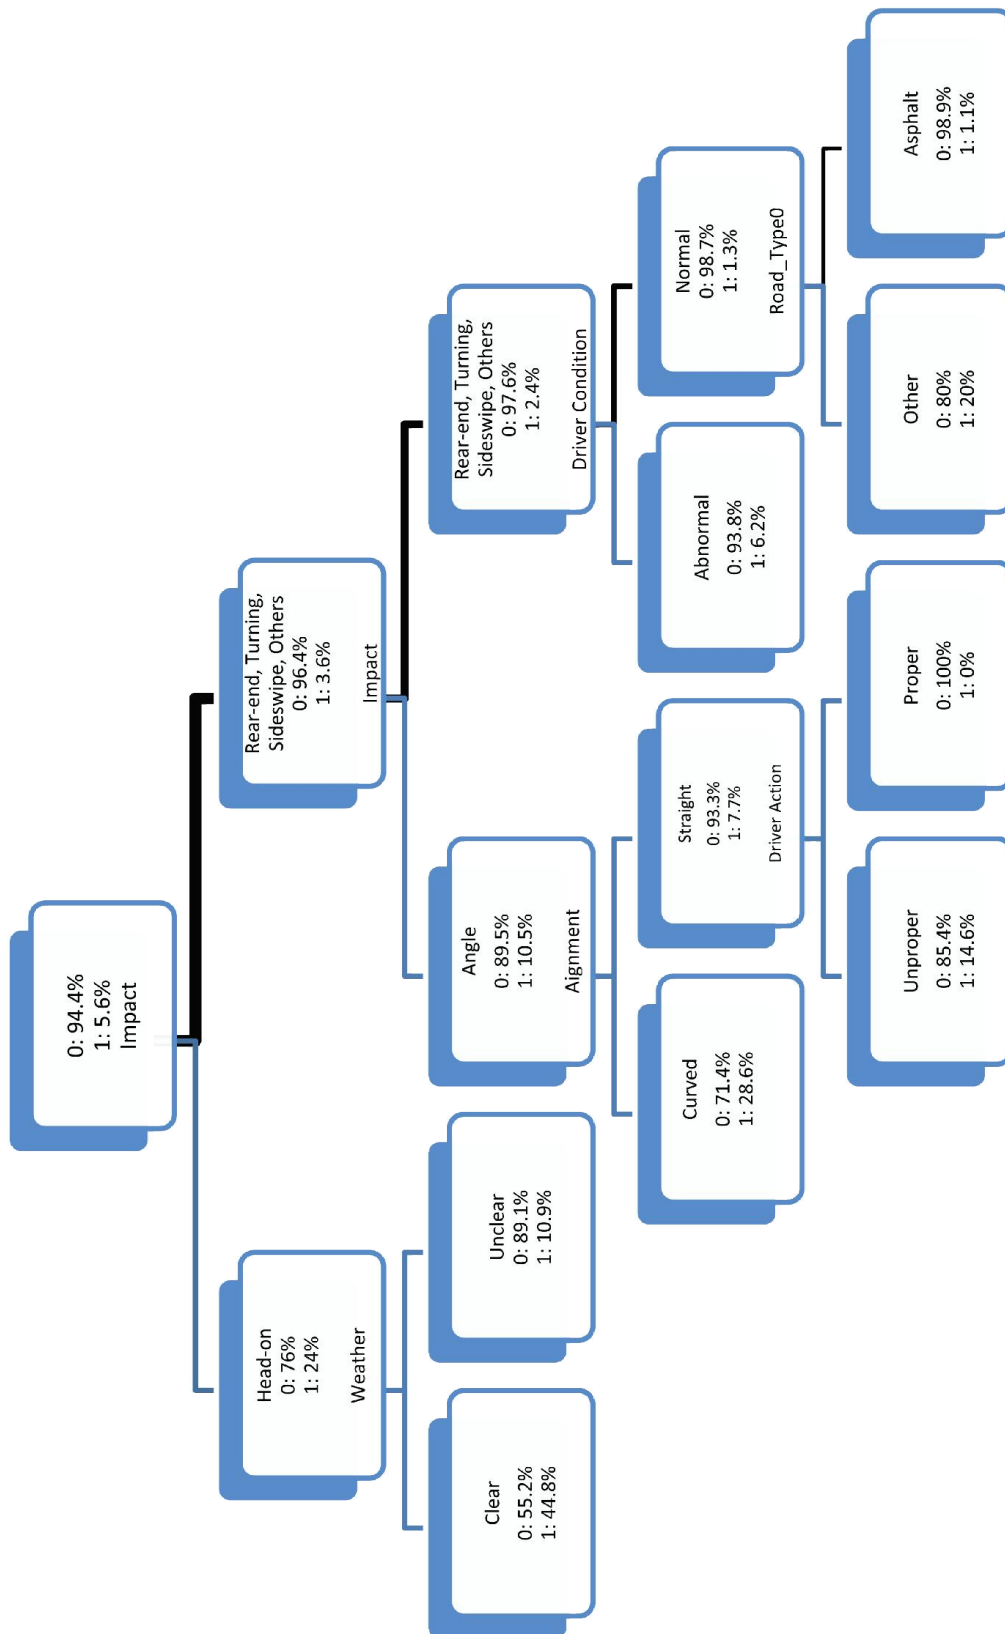 0: 94.4%
1: 5.6%
Impact
Head-on
0: 76%
1: 24%
Weather
Rear-end, Turning,
Sideswipe, Others
0: 96.4%
1: 3.6%
Impact
Clear
0: 55.2%
1: 44.8%
Unclear
0: 89.1%
1: 10.9%
Angle
0: 89.5%
1: 10.5%
Aignment
Rear-end, Turning,
Sideswipe, Others
0: 97.6%
1: 2.4%
Driver Condition
Curved
0: 71.4%
1: 28.6%
Straight
0: 93.3%
1: 7.7%
Driver Action
Abnormal
0: 93.8%
1: 6.2%
Normal
0: 98.7%
1: 1.3%
Road_Type0
Unproper
0: 85.4%
1: 14.6%
Proper
0: 100%
1: 0%
Other
0: 80%
1: 20%
Asphalt
0: 98.9%
1: 1.1%